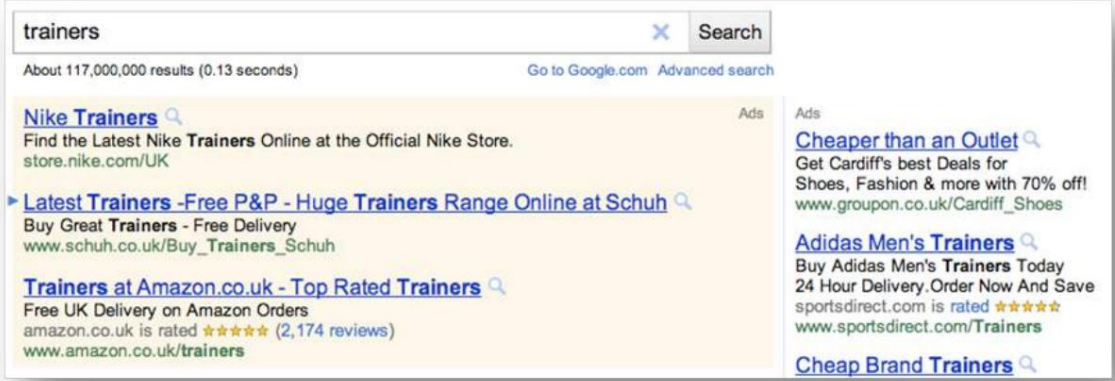 trainers
Search
About 117,000,000 results (0.13 seconds)
Go to Google.com Advanced search
Ads
Nike Trainers
Find the Latest Nike Trainers Online at the Official Nike Store.
store.nike.com/UK
Latest Trainers -Free P&P - Huge Trainers Range Online at Schuh
Buy Great Trainers - Free Delivery
www.schuh.co.uk/Buy_Trainers_Schuh
Trainers at Amazon.co.uk - Top Rated Trainers
Free UK Delivery on Amazon Orders
amazon.co.uk is rated ★★★★★ (2,174 reviews)
www.amazon.co.uk/trainers
Ads
Cheaper than an Outlet
Get Cardiff's best Deals for
Shoes, Fashion & more with 70% off!
www.groupon.co.uk/Cardiff_Shoes
Adidas Men's Trainers
Buy Adidas Men's Trainers Today
24 Hour Delivery.Order Now And Save
sportsdirect.com is rated ★★★★★
www.sportsdirect.com/Trainers
Cheap Brand Trainers